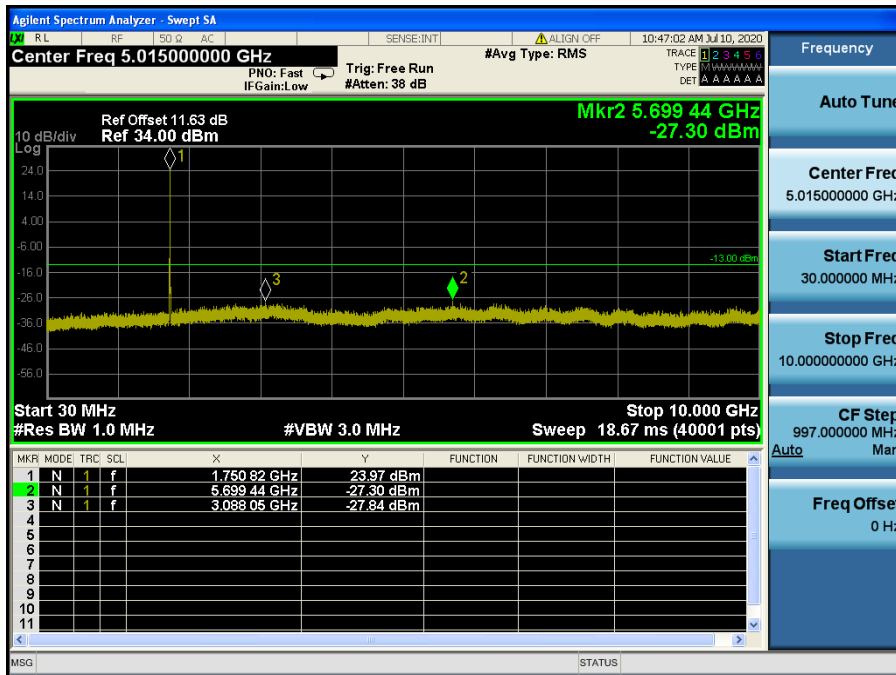 Agilent Spectrum Analyzer - Swept SA
LXI RL RF 50 Ω AC SENSE:INT ALIGN OFF 10:47:02 AM Jul 10, 2020
Center Freq 5.015000000 GHz #Avg Type: RMS TRACE 1 2 3 4 5 6
PNO: Fast Trig: Free Run TYPE MWWWWW
IFGain:Low #Atten: 38 dB DET A A A A A A
Mkr2 5.699 44 GHz
-27.30 dBm
Ref Offset 11.63 dB
10 dB/div Ref 34.00 dBm
Log
1
24.0
14.0
4.00
-6.00
-13.00 dBm
-16.0
3 2
-26.0
-36.0
-46.0
-56.0
Start 30 MHz Stop 10.000 GHz
#Res BW 1.0 MHz #VBW 3.0 MHz Sweep 18.67 ms (40001 pts)
MKR MODE TRC SCL X Y FUNCTION FUNCTION WIDTH FUNCTION VALUE
1 N 1 f 1.750 82 GHz 23.97 dBm
2 N 1 f 5.699 44 GHz -27.30 dBm
3 N 1 f 3.088 05 GHz -27.84 dBm
4
5
6
7
8
9
10
11
MSG STATUS
Frequency
Auto Tune
Center Freq
5.015000000 GHz
Start Freq
30.000000 MHz
Stop Freq
10.000000000 GHz
CF Step
997.000000 MHz
Auto Man
Freq Offset
0 Hz